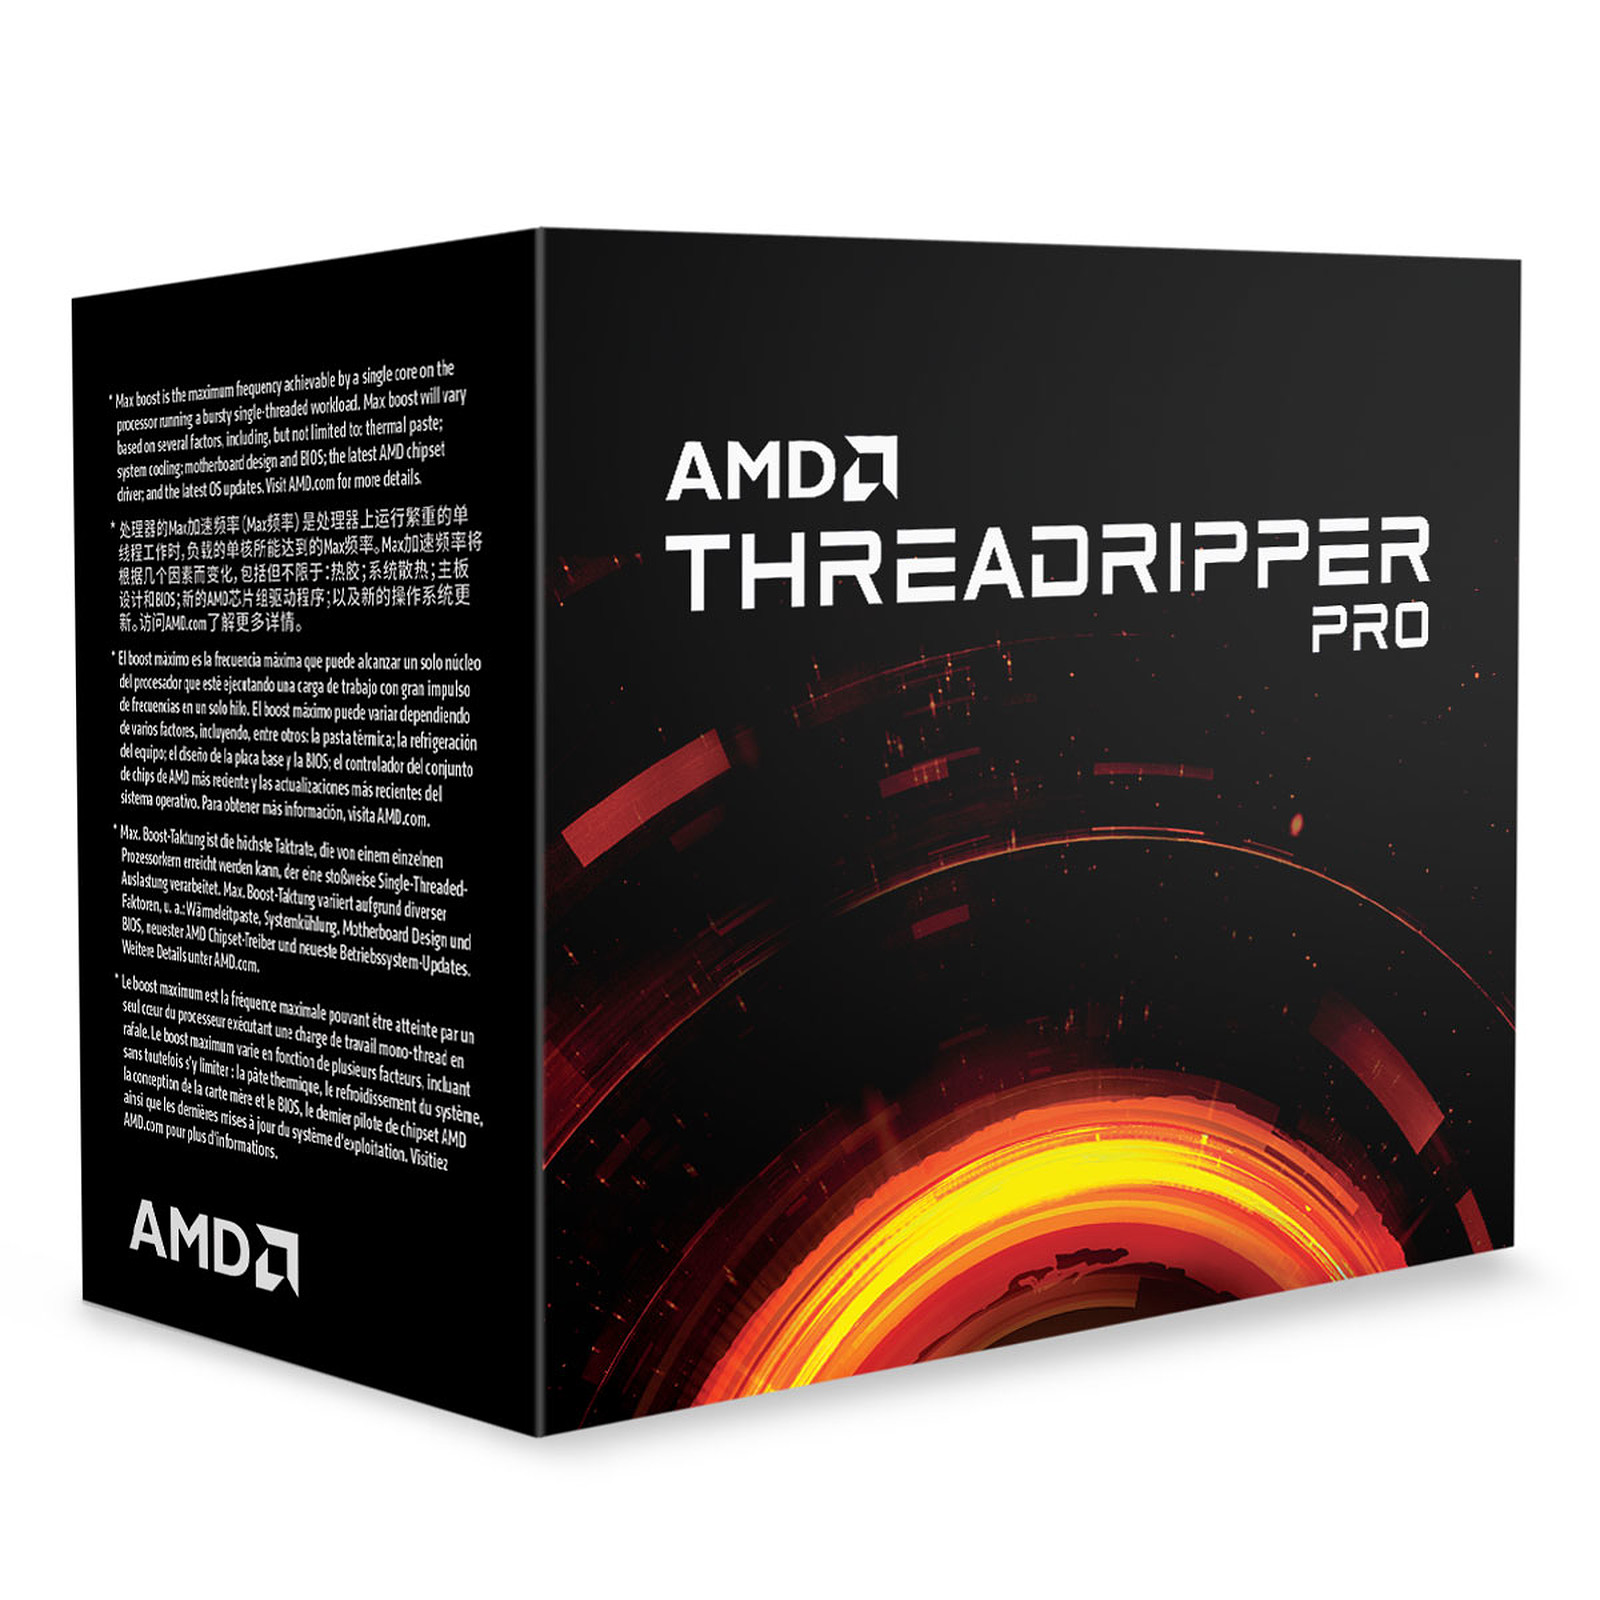 * Max boost is the maximum frequency achievable by a single core on the
processor running a bursty single-threaded workload. Max boost will vary
based on several factors, including, but not limited to: thermal paste;
system cooling; motherboard design and BIOS; the latest AMD chipset
driver; and the latest OS updates. Visit AMD.com for more details.
* 处理器的Max加速频率(Max频率)是处理器上运行繁重的单
线程工作时,负载的单核所能达到的Max频率。Max加速频率将
根据几个因素而变化,包括但不限于:热胶;系统散热;主板
设计和BIOS;新的AMD芯片组驱动程序;以及新的操作系统更
新。访问AMD.com了解更多详情。
* El boost máximo es la frecuencia máxima que puede alcanzar un solo núcleo
del procesador que esté ejecutando una carga de trabajo con gran impulso
de frecuencias en un solo hilo. El boost máximo puede variar dependiendo
de varios factores, incluyendo, entre otros: la pasta térmica; la refrigeración
del equipo; el diseño de la placa base y la BIOS; el controlador del conjunto
de chips de AMD más reciente y las actualizaciones más recientes del
sistema operativo. Para obtener más información, visita AMD.com.
* Max. Boost-Taktung ist die höchste Taktrate, die von einem einzelnen
Prozessorkern erreicht werden kann, der eine stoßweise Single-Threaded-
Auslastung verarbeitet. Max. Boost-Taktung variiert aufgrund diverser
Faktoren, u. a.: Wärmeleitpaste, Systemkühlung, Motherboard Design und
BIOS, neuester AMD Chipset-Treiber und neueste Betriebssystem-Updates.
Weitere Details unter AMD.com.
* Le boost maximum est la fréquence maximale pouvant être atteinte par un
seul cœur du processeur exécutant une charge de travail mono-thread en
rafale. Le boost maximum varie en fonction de plusieurs facteurs, incluant
sans toutefois s'y limiter : la pâte thermique, le refroidissement du système,
la conception de la carte mère et le BIOS, le dernier pilote de chipset AMD
ainsi que les dernières mises à jour du système d'exploitation. Visitiez
AMD.com pour plus d'informations.
AMD
AMD
THREADRIPPER
PRO